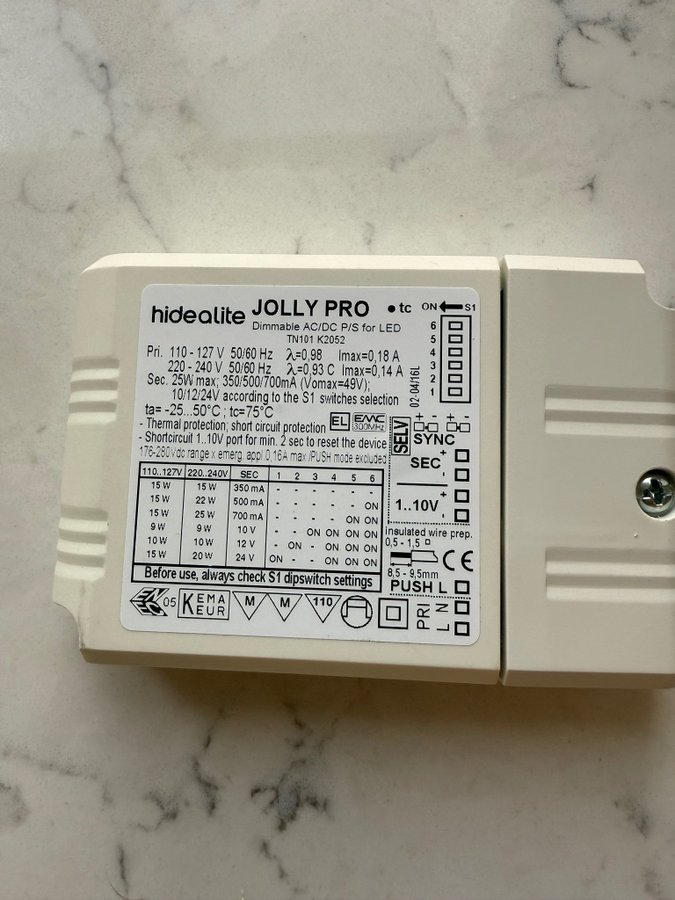 hidealite JOLLY PRO
Dimmable AC/DC P/S for LED
TN101 K2052
• tc ON S1
6
5
4
3
2
1
02-04/16L
Pri. 110 - 127 V 50/60 Hz λ=0,98 Imax=0,18 A
220 - 240 V 50/60 Hz λ=0,93 C Imax=0,14 A
Sec. 25W max; 350/500/700mA (Vomax=49V);
10/12/24V according to the S1 switches selection
ta= -25...50°C ; tc=75°C
EL EMC 300MHz
- Thermal protection; short circuit protection
- Shortcircuit 1..10V port for min. 2 sec to reset the device
176-280Vdc range x emerg. appl 0,16A max /PUSH mode excluded
110..127V 220..240V SEC 1 2 3 4 5 6
15 W 15 W 350 mA - - - - - -
15 W 22 W 500 mA - - - - - ON
15 W 25 W 700 mA - - - - ON ON
9 W 9 W 10 V - - ON ON ON ON
10 W 10 W 12 V - ON - ON ON ON
15 W 20 W 24 V ON - - ON ON ON
Before use, always check S1 dipswitch settings
ENEC 05 KEMA EUR M M 110
SELV
+ - + -
SYNC
SEC + -
1..10V + -
insulated wire prep.
0,5 - 1,5
8,5 - 9,5mm
CE
PUSH L
PRI
N
L